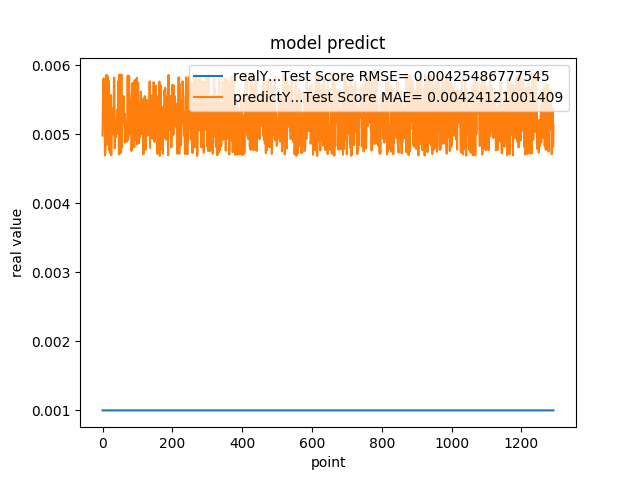 model predict
realY...Test Score RMSE= 0.00425486777545
predictY...Test Score MAE= 0.00424121001409
0.006
0.005
0.004
0.003
0.002
0.001
real value
0 200 400 600 800 1000 1200
point